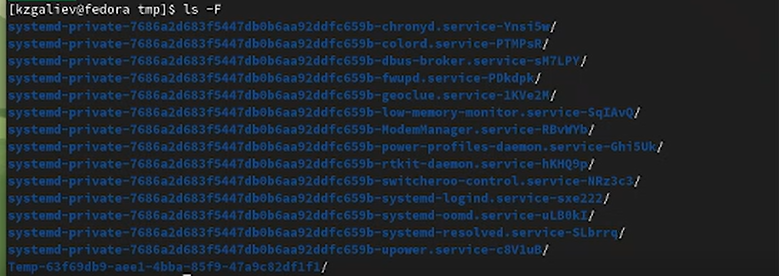 [kzgaliev@fedora tmp]$ ls -F
systemd-private-7686a2d683f5447db0b6aa92ddfc659b-chronyd.service-Ynsi5w/
systemd-private-7686a2d683f5447db0b6aa92ddfc659b-colord.service-PTMPsR/
systemd-private-7686a2d683f5447db0b6aa92ddfc659b-dbus-broker.service-sM7LPY/
systemd-private-7686a2d683f5447db0b6aa92ddfc659b-fwupd.service-PDkdpk/
systemd-private-7686a2d683f5447db0b6aa92ddfc659b-geoclue.service-1KVe2M/
systemd-private-7686a2d683f5447db0b6aa92ddfc659b-low-memory-monitor.service-SqIAvQ/
systemd-private-7686a2d683f5447db0b6aa92ddfc659b-ModemManager.service-RBvWYb/
systemd-private-7686a2d683f5447db0b6aa92ddfc659b-power-profiles-daemon.service-Ghi5Uk/
systemd-private-7686a2d683f5447db0b6aa92ddfc659b-rtkit-daemon.service-hKHQ9p/
systemd-private-7686a2d683f5447db0b6aa92ddfc659b-switcheroo-control.service-NRz3c3/
systemd-private-7686a2d683f5447db0b6aa92ddfc659b-systemd-logind.service-sxe222/
systemd-private-7686a2d683f5447db0b6aa92ddfc659b-systemd-oomd.service-uLB0kI/
systemd-private-7686a2d683f5447db0b6aa92ddfc659b-systemd-resolved.service-SLbrrq/
systemd-private-7686a2d683f5447db0b6aa92ddfc659b-upower.service-c8V1uB/
Temp-63f69db9-aee1-4bba-85f9-47a9c82df1f1/